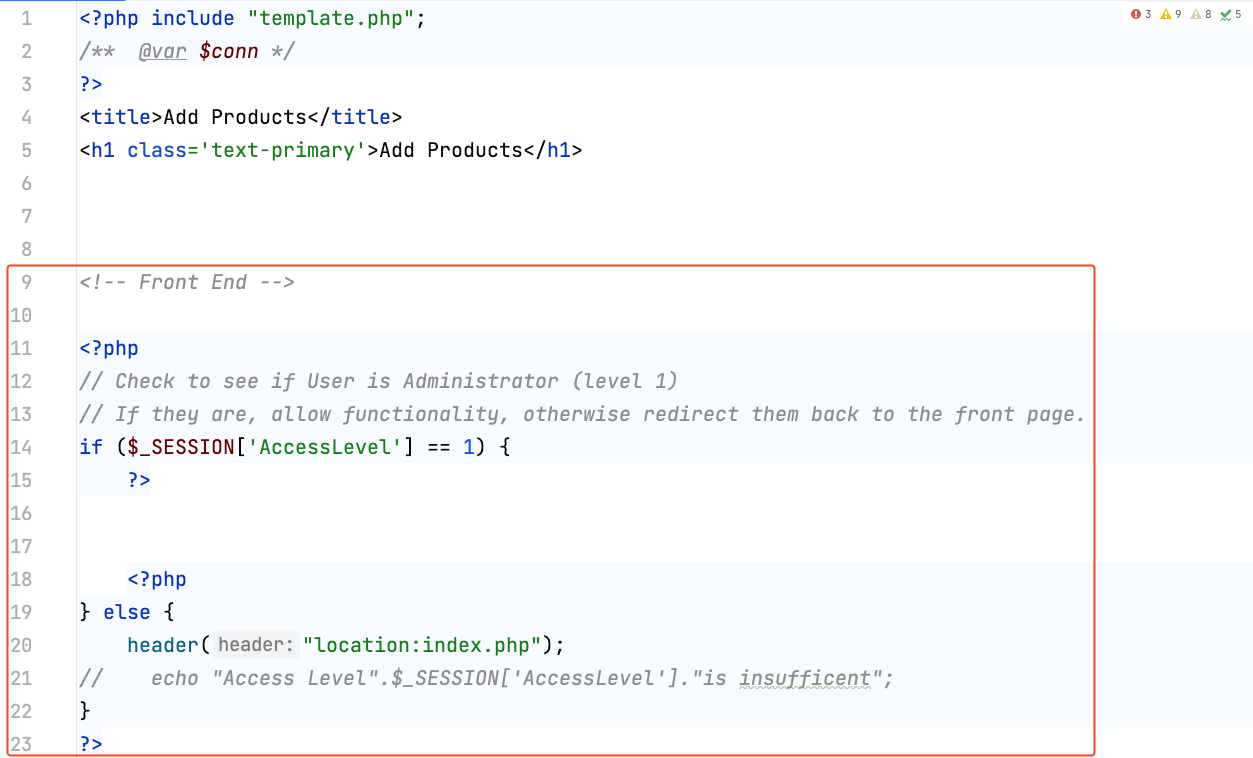 3 9 8 5
1 <?php include "template.php";
2 /**  @var $conn */
3 ?>
4 <title>Add Products</title>
5 <h1 class='text-primary'>Add Products</h1>
6
7
8
9 <!-- Front End -->
10
11 <?php
12 // Check to see if User is Administrator (level 1)
13 // If they are, allow functionality, otherwise redirect them back to the front page.
14 if ($_SESSION['AccessLevel'] == 1) {
15     ?>
16
17
18     <?php
19 } else {
20     header( header: "location:index.php");
21 //    echo "Access Level".$_SESSION['AccessLevel']."is insufficent";
22 }
23 ?>